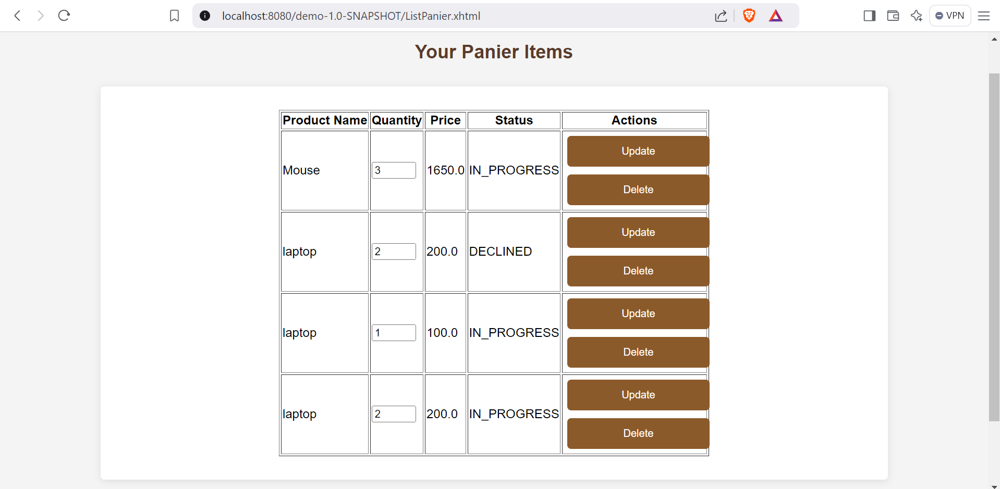 localhost:8080/demo-1.0-SNAPSHOT/ListPanier.xhtml
VPN
Your Panier Items
Product Name Quantity Price Status Actions
Mouse 3 1650.0 IN_PROGRESS Update
Delete
laptop 2 200.0 DECLINED Update
Delete
laptop 1 100.0 IN_PROGRESS Update
Delete
laptop 2 200.0 IN_PROGRESS Update
Delete